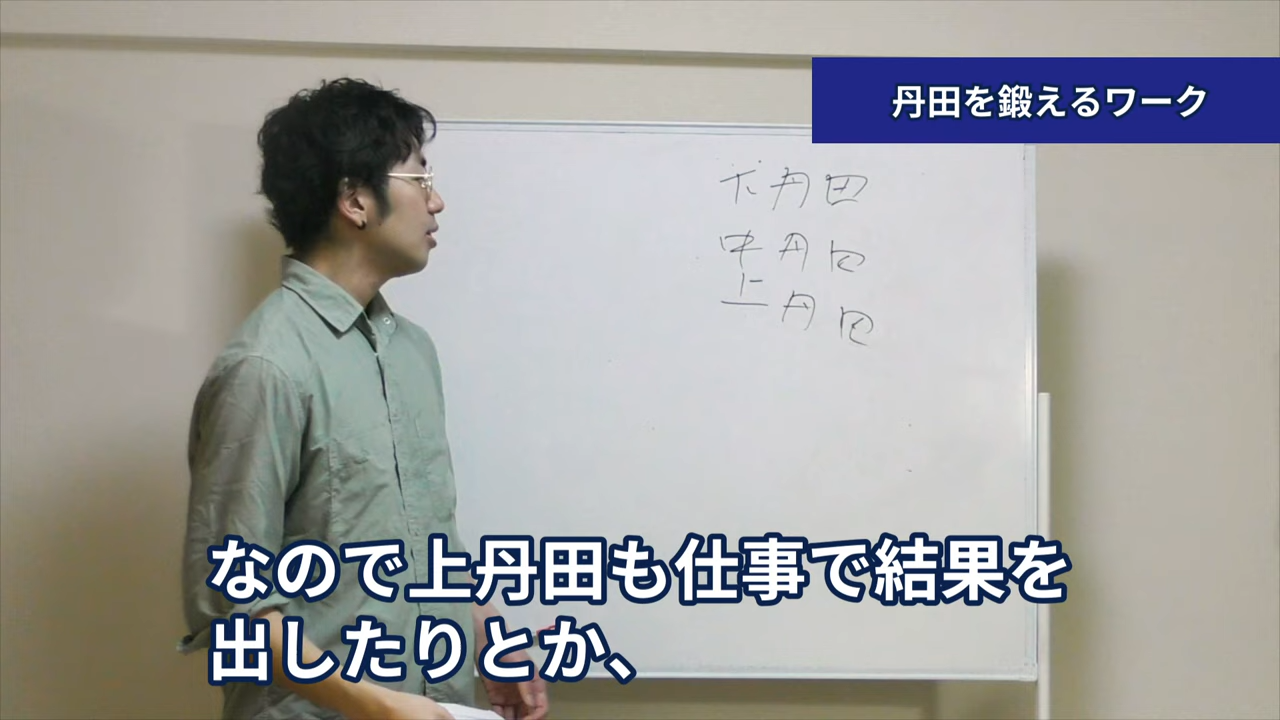 丹田を鍛えるワーク
下丹田
中丹田
上丹田
なので上丹田も仕事で結果を
出したりとか、